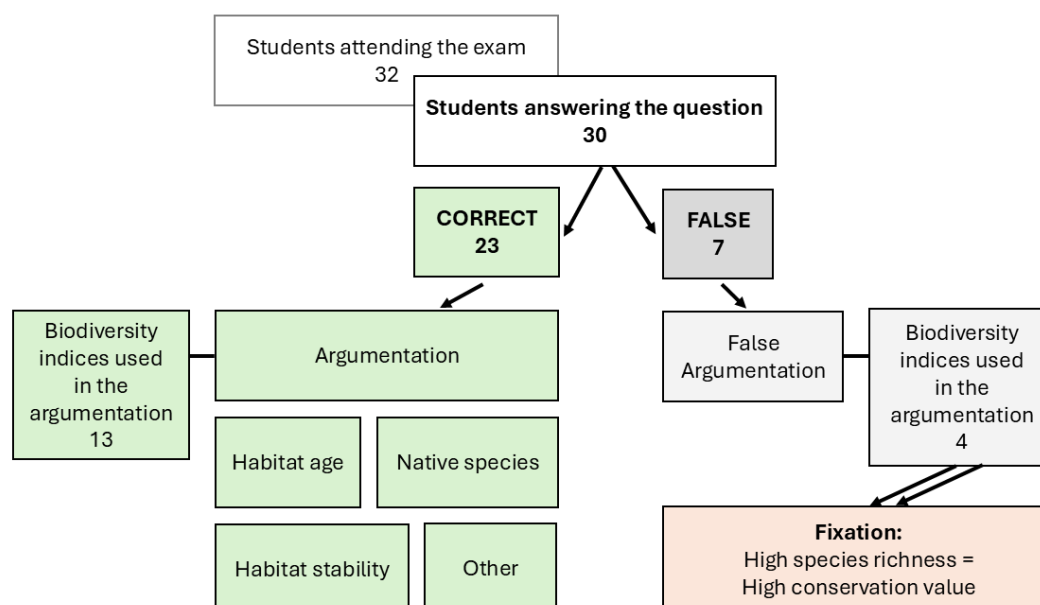 Students attending the exam
32
Students answering the question
30
CORRECT
23
FALSE
7
Biodiversity
indices used
in the
argumentation
13
Argumentation
False
Argumentation
Biodiversity
indices used
in the
argumentation
4
Habitat age
Native species
Habitat stability
Other
Fixation:
High species richness =
High conservation value